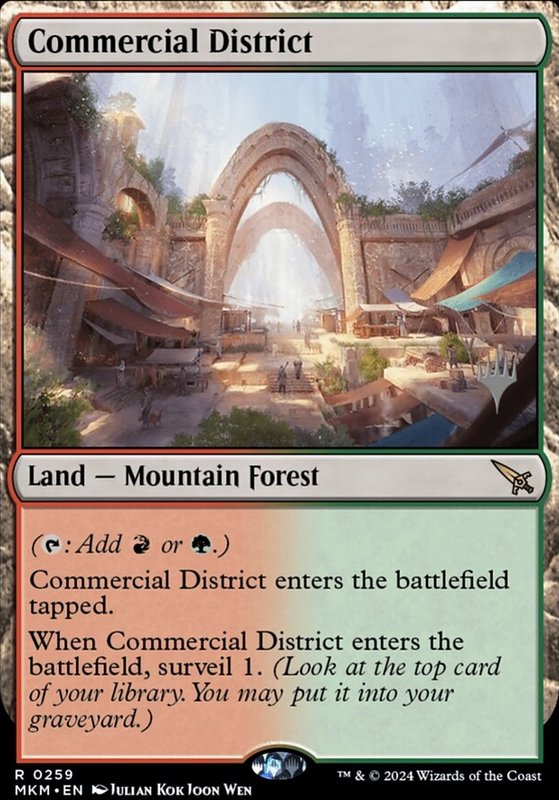 Commercial District
Land — Mountain Forest
(: Add or .)
Commercial District enters the battlefield
tapped.
When Commercial District enters the
battlefield, surveil 1. (Look at the top card
of your library. You may put it into your
graveyard.)
R 0259
MKM • EN Julian Kok Joon Wen
™ & © 2024 Wizards of the Coast